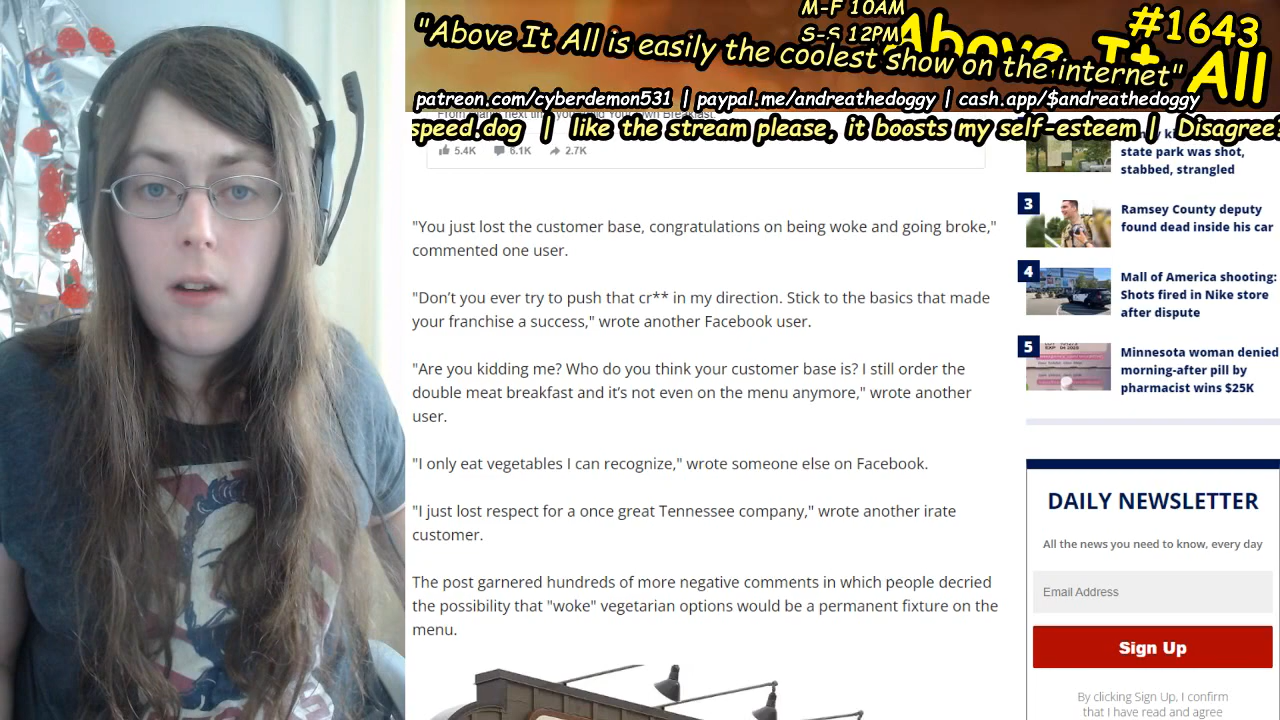 M-F 10AM
S-S 12PM
#1643
Above It All
"Above It All is easily the coolest show on the internet"
patreon.com/cyberdemon531 | paypal.me/andreathedoggy | cash.app/$andreathedoggy
speed.dog | like the stream please, it boosts my self-esteem | Disagree?
5.4K 6.1K 2.7K
"You just lost the customer base, congratulations on being woke and going broke,"
commented one user.
"Don't you ever try to push that cr** in my direction. Stick to the basics that made
your franchise a success," wrote another Facebook user.
"Are you kidding me? Who do you think your customer base is? I still order the
double meat breakfast and it's not even on the menu anymore," wrote another
user.
"I only eat vegetables I can recognize," wrote someone else on Facebook.
"I just lost respect for a once great Tennessee company," wrote another irate
customer.
The post garnered hundreds of more negative comments in which people decried
the possibility that "woke" vegetarian options would be a permanent fixture on the
menu.
state park was shot,
stabbed, strangled
3
Ramsey County deputy
found dead inside his car
4
Mall of America shooting:
Shots fired in Nike store
after dispute
5
Minnesota woman denied
morning-after pill by
pharmacist wins $25K
DAILY NEWSLETTER
All the news you need to know, every day
Email Address
Sign Up
By clicking Sign Up, I confirm
that I have read and agree